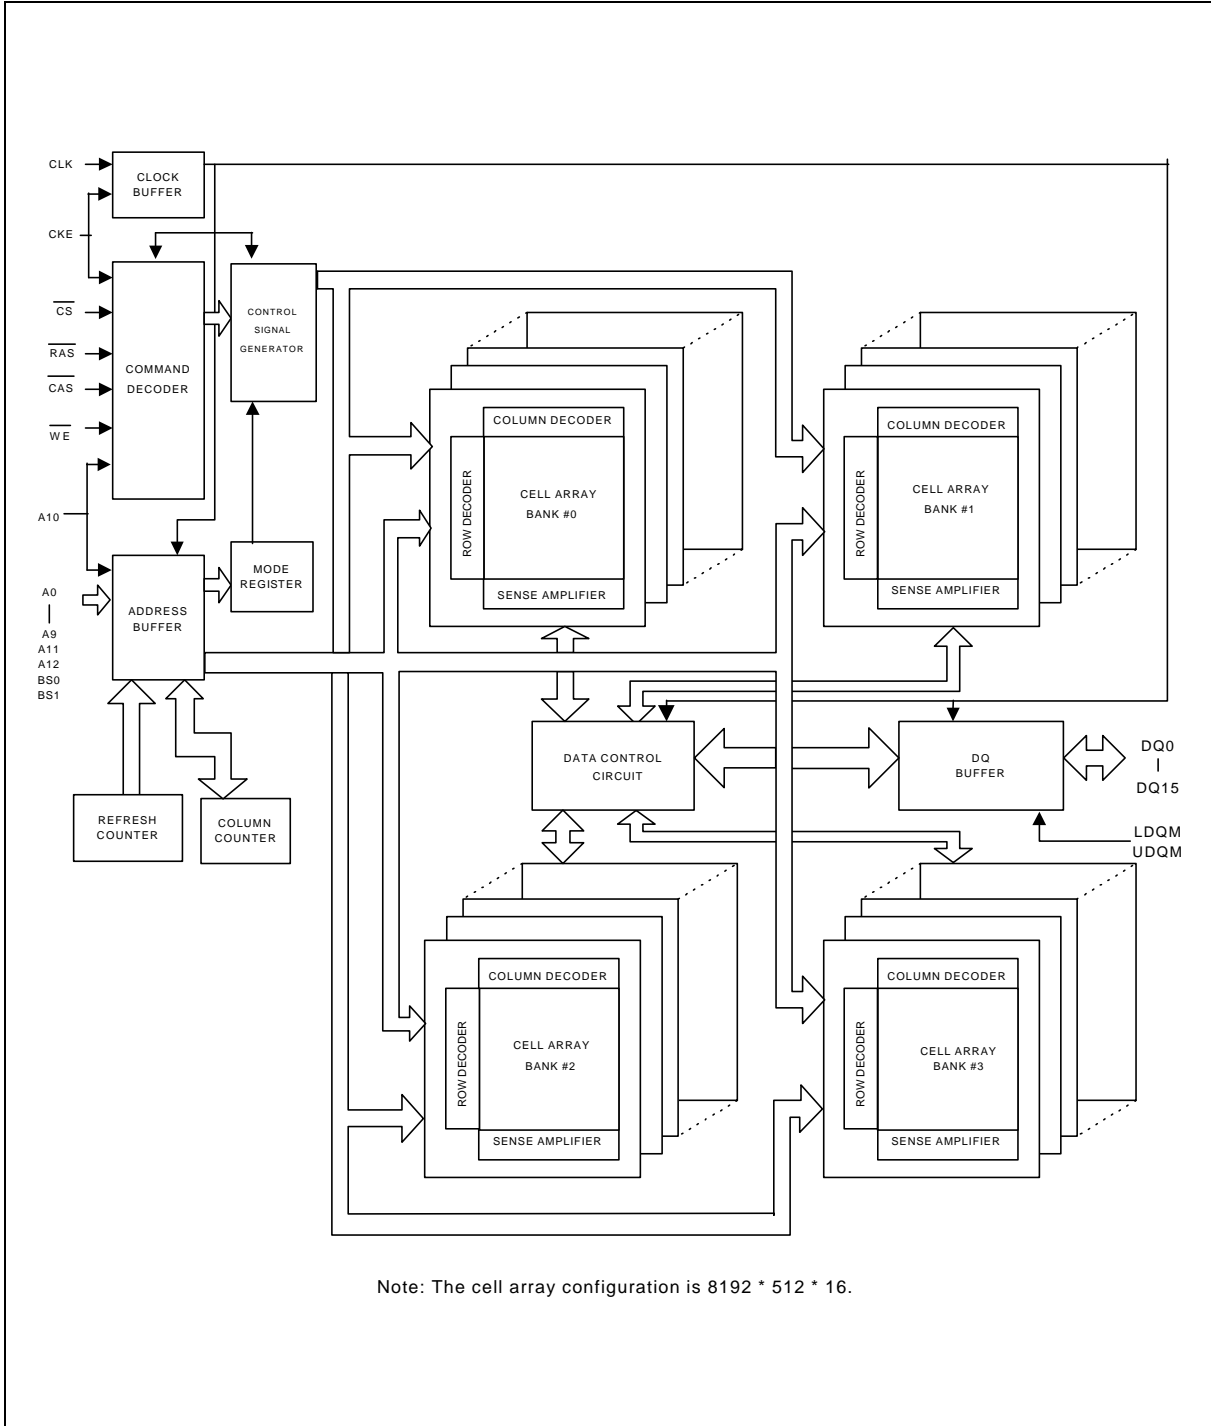 CLK
CLOCK
BUFFER
CKE
CS
RAS
CAS
WE
A10
COMMAND
DECODER
CONTROL
SIGNAL
GENERATOR
A0
A9
A11
A12
BS0
BS1
ADDRESS
BUFFER
MODE
REGISTER
REFRESH
COUNTER
COLUMN
COUNTER
COLUMN DECODER
ROW DECODER
CELL ARRAY
BANK #0
SENSE AMPLIFIER
COLUMN DECODER
ROW DECODER
CELL ARRAY
BANK #1
SENSE AMPLIFIER
DATA CONTROL
CIRCUIT
DQ
BUFFER
DQ0
DQ15
LDQM
UDQM
COLUMN DECODER
ROW DECODER
CELL ARRAY
BANK #2
SENSE AMPLIFIER
COLUMN DECODER
ROW DECODER
CELL ARRAY
BANK #3
SENSE AMPLIFIER
Note: The cell array configuration is 8192 * 512 * 16.